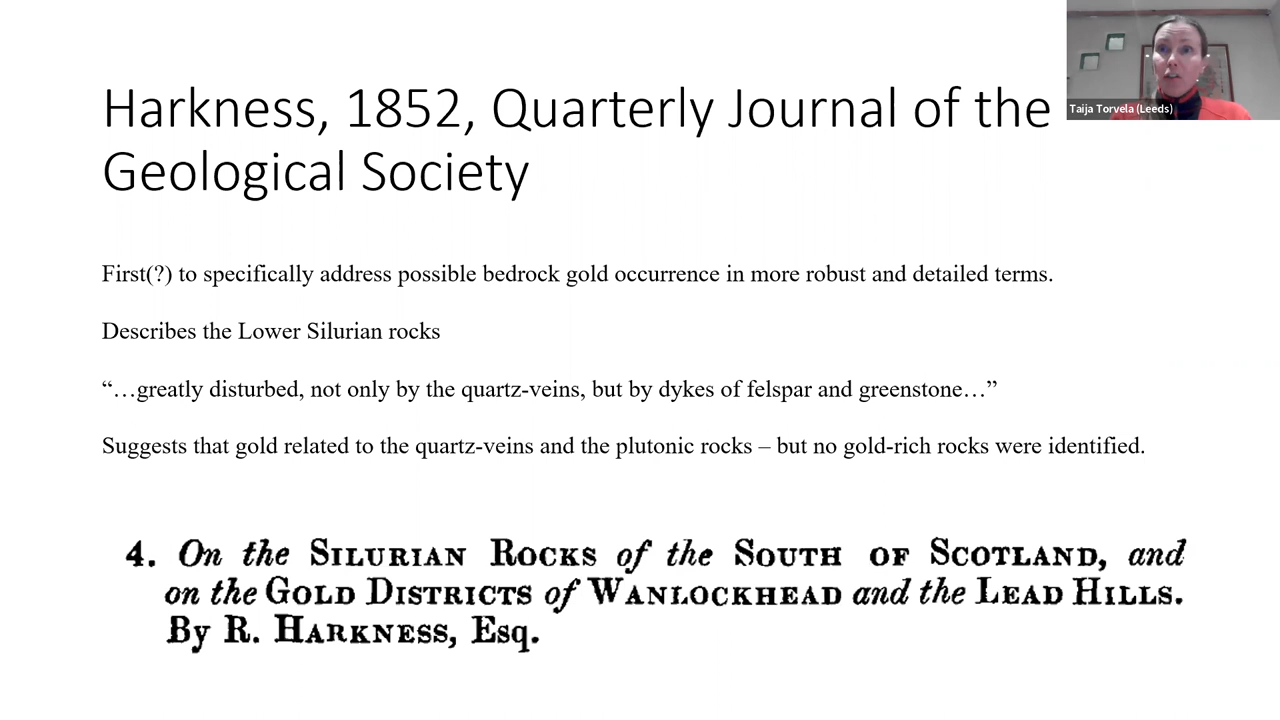 Harkness, 1852, Quarterly Journal of the
Geological Society
Taija Torvela (Leeds)
First(?) to specifically address possible bedrock gold occurrence in more robust and detailed terms.
Describes the Lower Silurian rocks
“…greatly disturbed, not only by the quartz-veins, but by dykes of felspar and greenstone…”
Suggests that gold related to the quartz-veins and the plutonic rocks – but no gold-rich rocks were identified.
4. On the SILURIAN ROCKS of the SOUTH OF SCOTLAND, and
on the GOLD DISTRICTS of WANLOCKHEAD and the LEAD HILLS.
By R. HARKNESS, Esq.